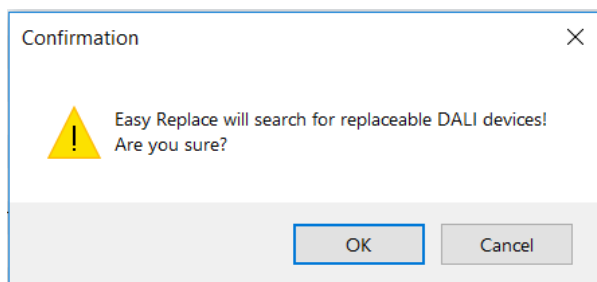 Confirmation
Easy Replace will search for replaceable DALI devices!
Are you sure?
OK
Cancel